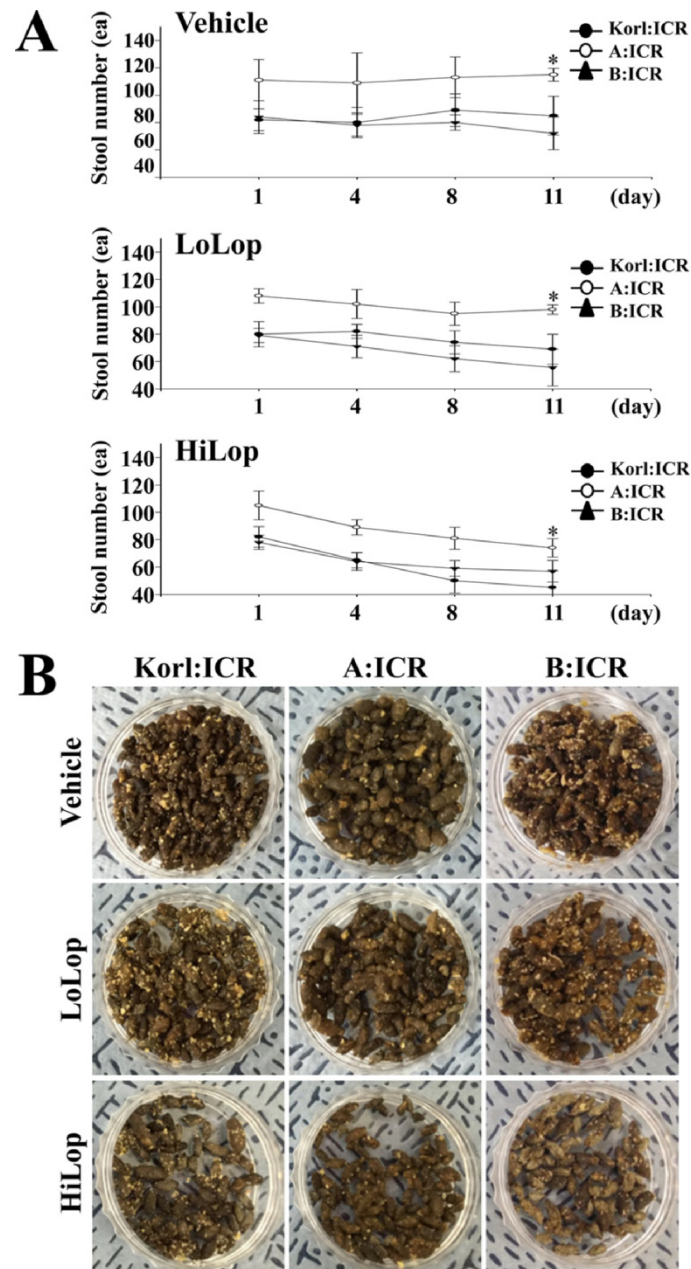 A
Vehicle
Stool number (ea)
140
120
100
80
60
40
1 4 8 11 (day)
*
Korl:ICR
A:ICR
B:ICR
LoLop
Stool number (ea)
140
120
100
80
60
40
1 4 8 11 (day)
*
Korl:ICR
A:ICR
B:ICR
HiLop
Stool number (ea)
140
120
100
80
60
40
1 4 8 11 (day)
*
Korl:ICR
A:ICR
B:ICR
B
Korl:ICR A:ICR B:ICR
Vehicle
LoLop
HiLop